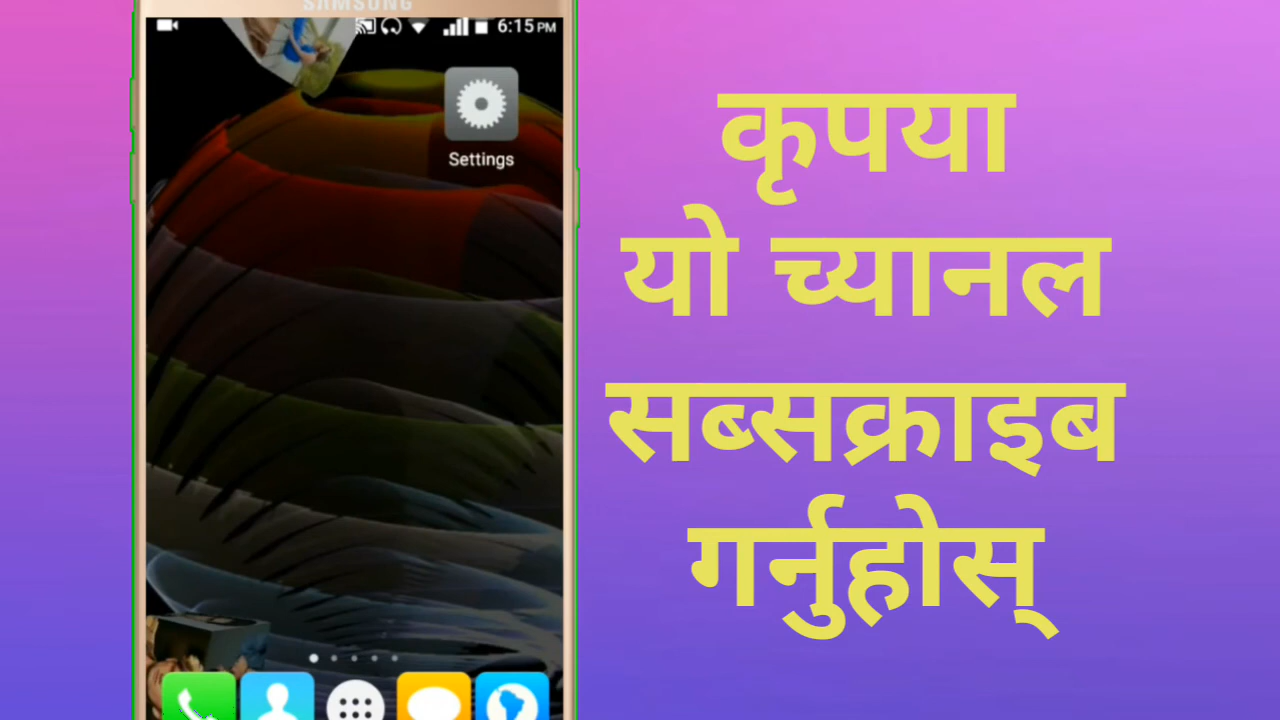 SAMSUNG
6:15 PM
Settings
कृपया
यो च्यानल
सब्सक्राइब
गर्नुहोस्